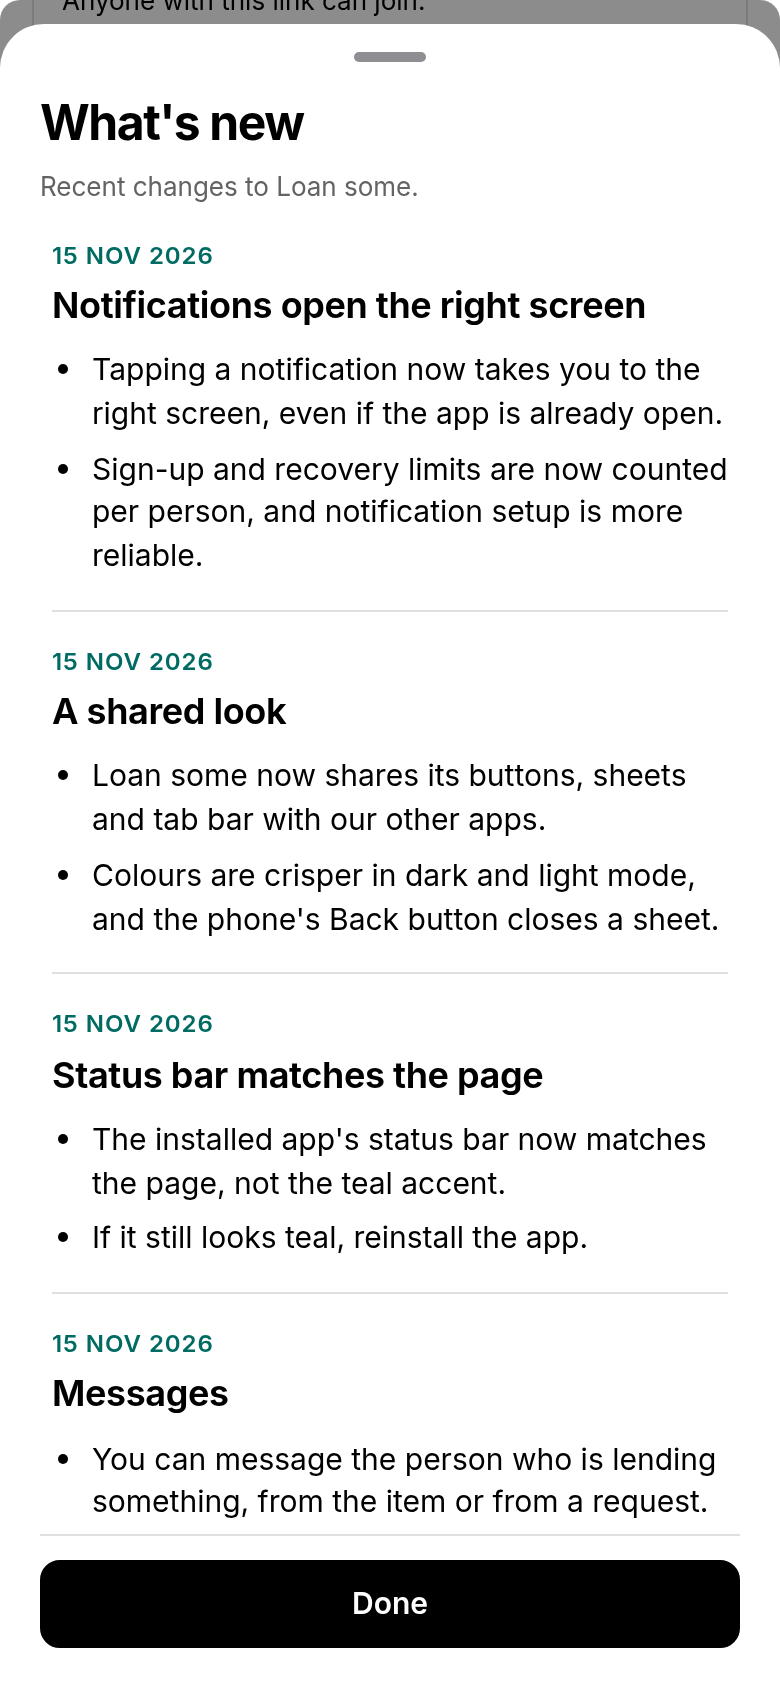 Anyone with this link can join.
What's new
Recent changes to Loan some.
15 NOV 2026
Notifications open the right screen
• Tapping a notification now takes you to the
right screen, even if the app is already open.
• Sign-up and recovery limits are now counted
per person, and notification setup is more
reliable.
15 NOV 2026
A shared look
• Loan some now shares its buttons, sheets
and tab bar with our other apps.
• Colours are crisper in dark and light mode,
and the phone's Back button closes a sheet.
15 NOV 2026
Status bar matches the page
• The installed app's status bar now matches
the page, not the teal accent.
• If it still looks teal, reinstall the app.
15 NOV 2026
Messages
• You can message the person who is lending
something, from the item or from a request.
Done